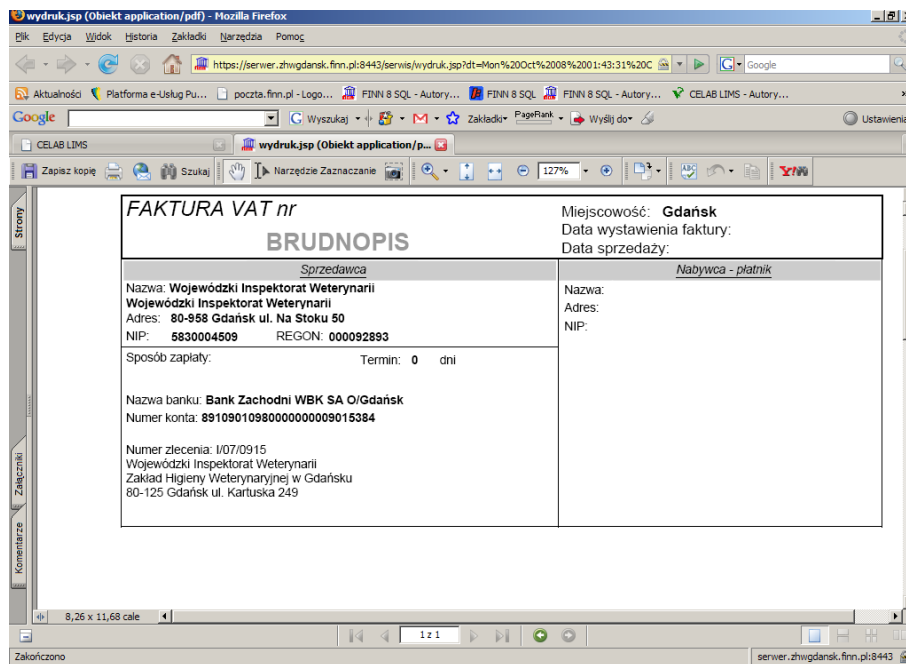 wydruk.jsp (Obiekt application/pdf) - Mozilla Firefox
Plik Edycja Widok Historia Zakładki Narzędzia Pomoc
https://serwer.zhwgdansk.finn.pl:8443/serwis/wydruk.jsp?dt=Mon%20Oct%2008%2001:43:31%20C G Google
Aktualności Platforma e-Usług Pu... poczta.finn.pl - Logo... FINN 8 SQL - Autory... FINN 8 SQL - Autory... CELAB LIMS - Autory...
Google G Wyszukaj Zakładki PageRank Wyślij do Ustawienia
CELAB LIMS wydruk.jsp (Obiekt application/p...
Zapisz kopię Szukaj Narzędzie Zaznaczanie 127% Y!
Strony
FAKTURA VAT nr
BRUDNOPIS
Miejscowość: Gdańsk
Data wystawienia faktury:
Data sprzedaży:
Sprzedawca
Nazwa: Wojewódzki Inspektorat Weterynarii
Wojewódzki Inspektorat Weterynarii
Adres: 80-958 Gdańsk ul. Na Stoku 50
NIP: 5830004509 REGON: 000092893
Nabywca - płatnik
Nazwa:
Adres:
NIP:
Sposób zapłaty: Termin: 0 dni
Nazwa banku: Bank Zachodni WBK SA O/Gdańsk
Numer konta: 89109010980000000009015384
Numer zlecenia: I/07/0915
Wojewódzki Inspektorat Weterynarii
Zakład Higieny Weterynaryjnej w Gdańsku
80-125 Gdańsk ul. Kartuska 249
Załączniki
Komentarze
8,26 x 11,68 cale
1 z 1
Zakończono serwer.zhwgdansk.finn.pl:8443